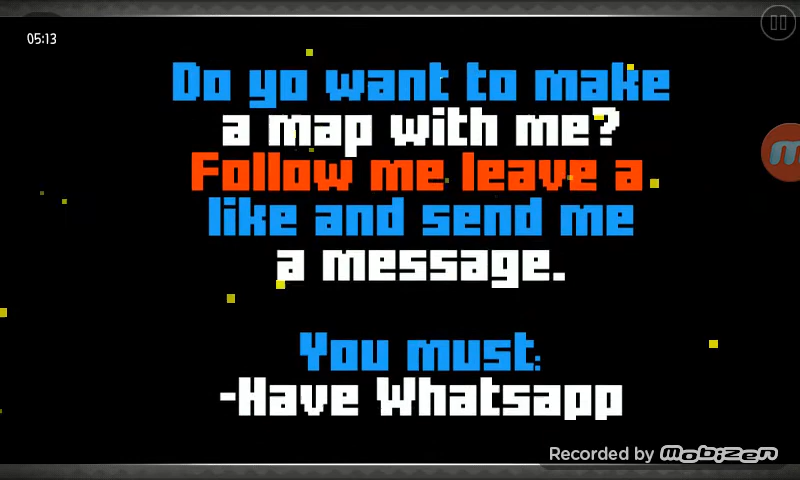 05:13
Do yo want to make
a map with me?
Follow me leave a
like and send me
a message.
You must:
-Have Whatsapp
Recorded by mobizen